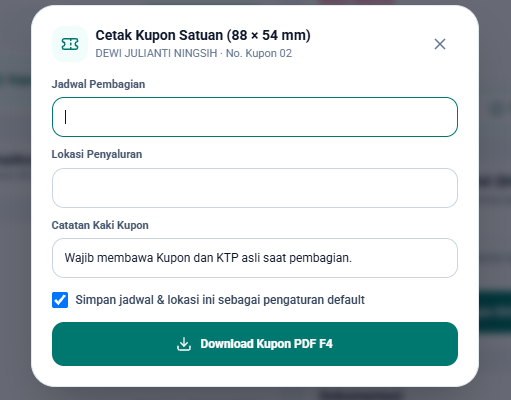 Cetak Kupon Satuan (88 × 54 mm)
DEWI JULIANTI NINGSIH · No. Kupon 02
Jadwal Pembagian
Lokasi Penyaluran
Catatan Kaki Kupon
Wajib membawa Kupon dan KTP asli saat pembagian.
Simpan jadwal & lokasi ini sebagai pengaturan default
Download Kupon PDF F4